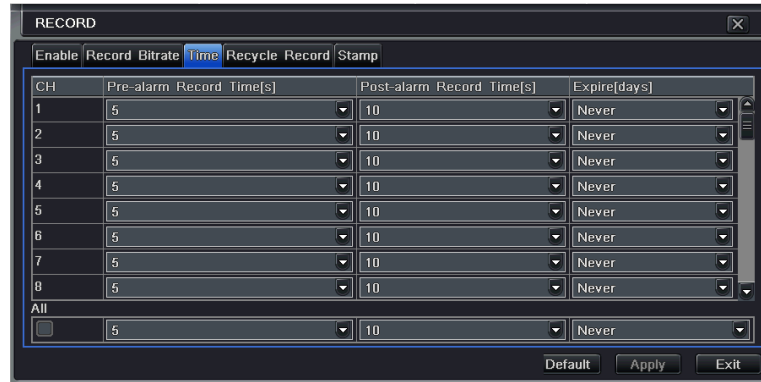 RECORD
Enable Record Bitrate Time Recycle Record Stamp
CH Pre-alarm Record Time[s] Post-alarm Record Time[s] Expire[days]
1 5 10 Never
2 5 10 Never
3 5 10 Never
4 5 10 Never
5 5 10 Never
6 5 10 Never
7 5 10 Never
8 5 10 Never
All
5 10 Never
Default Apply Exit